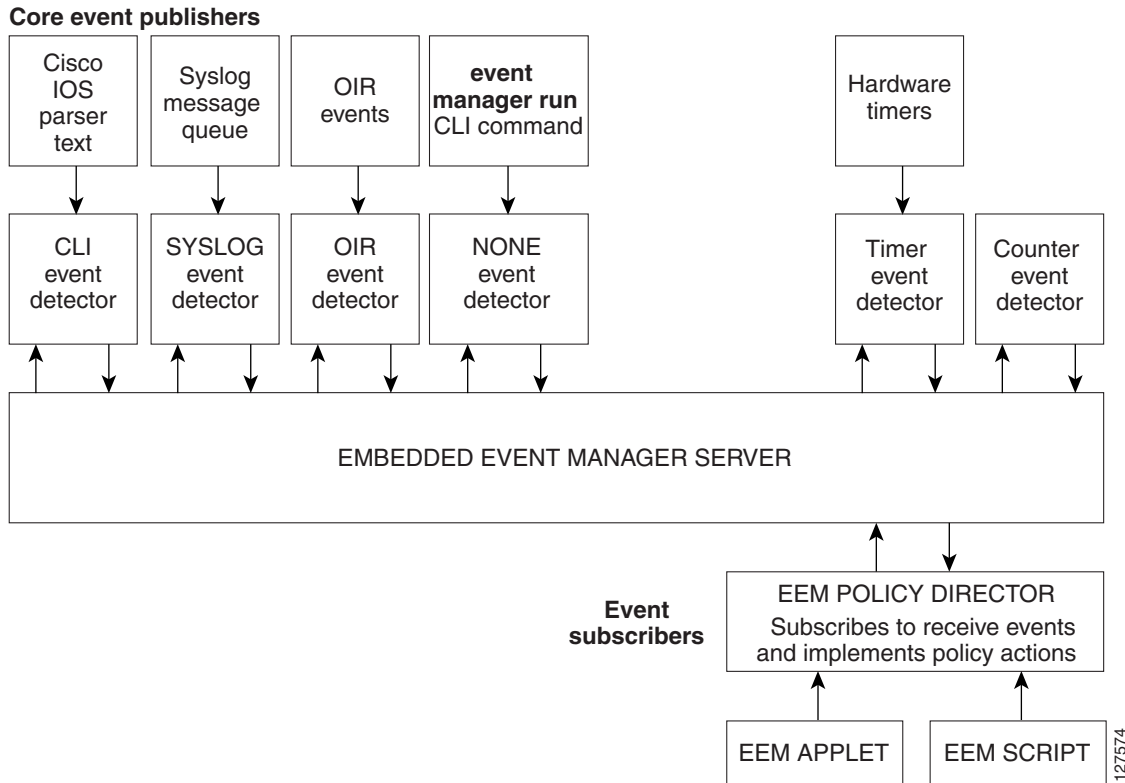 Core event publishers
Cisco
IOS
parser
text
Syslog
message
queue
OIR
events
event
manager run
CLI command
Hardware
timers
CLI
event
detector
SYSLOG
event
detector
OIR
event
detector
NONE
event
detector
Timer
event
detector
Counter
event
detector
EMBEDDED EVENT MANAGER SERVER
Event
subscribers
EEM POLICY DIRECTOR
Subscribes to receive events
and implements policy actions
EEM APPLET
EEM SCRIPT
127574